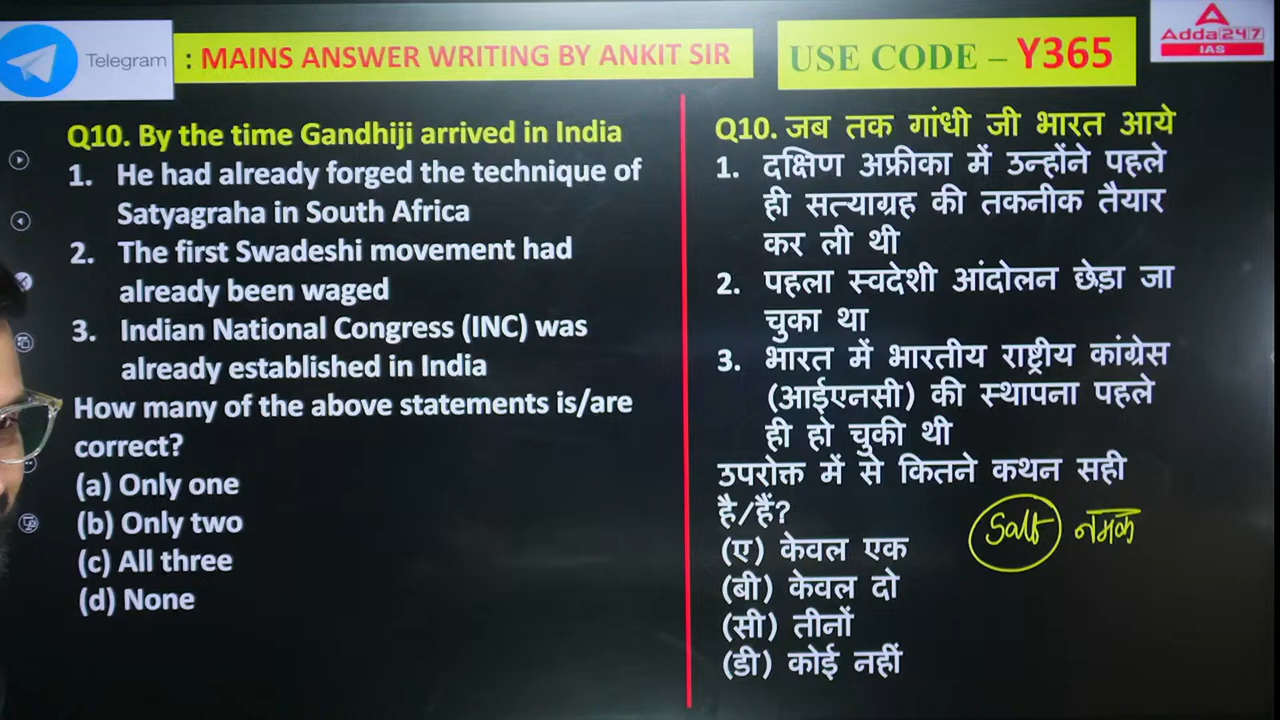 Telegram
: MAINS ANSWER WRITING BY ANKIT SIR
USE CODE – Y365
Adda247
IAS
Q10. By the time Gandhiji arrived in India
1. He had already forged the technique of
Satyagraha in South Africa
2. The first Swadeshi movement had
already been waged
3. Indian National Congress (INC) was
already established in India
How many of the above statements is/are
correct?
(a) Only one
(b) Only two
(c) All three
(d) None
Q10. जब तक गांधी जी भारत आये
1. दक्षिण अफ्रीका में उन्होंने पहले
ही सत्याग्रह की तकनीक तैयार
कर ली थी
2. पहला स्वदेशी आंदोलन छेड़ा जा
चुका था
3. भारत में भारतीय राष्ट्रीय कांग्रेस
(आईएनसी) की स्थापना पहले
ही हो चुकी थी
उपरोक्त में से कितने कथन सही
है/हैं?
(ए) केवल एक
(बी) केवल दो
(सी) तीनों
(डी) कोई नहीं
Salt नमक